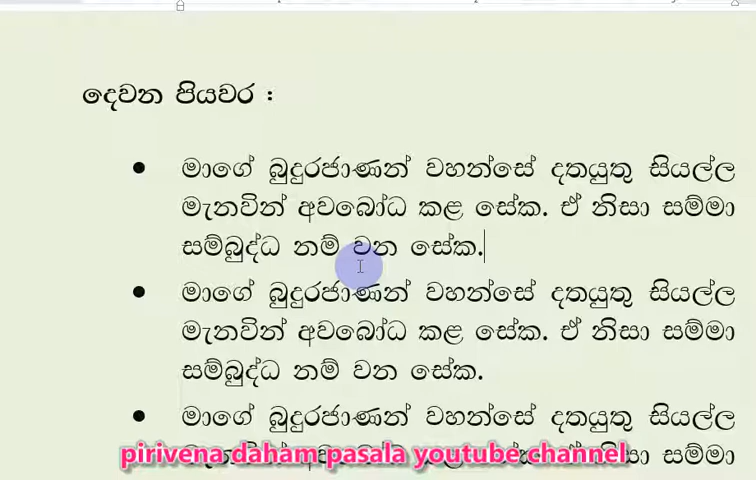 දෙවන පියවර :
• මාගේ බුදුරජාණන් වහන්සේ දතයුතු සියල්ල
මැනවින් අවබෝධ කළ සේක. ඒ නිසා සම්මා
සම්බුද්ධ නම් වන සේක.
• මාගේ බුදුරජාණන් වහන්සේ දතයුතු සියල්ල
මැනවින් අවබෝධ කළ සේක. ඒ නිසා සම්මා
සම්බුද්ධ නම් වන සේක.
• මාගේ බුදුරජාණන් වහන්සේ දතයුතු සියල්ල
සම්මා
pirivena daham pasala youtube channel